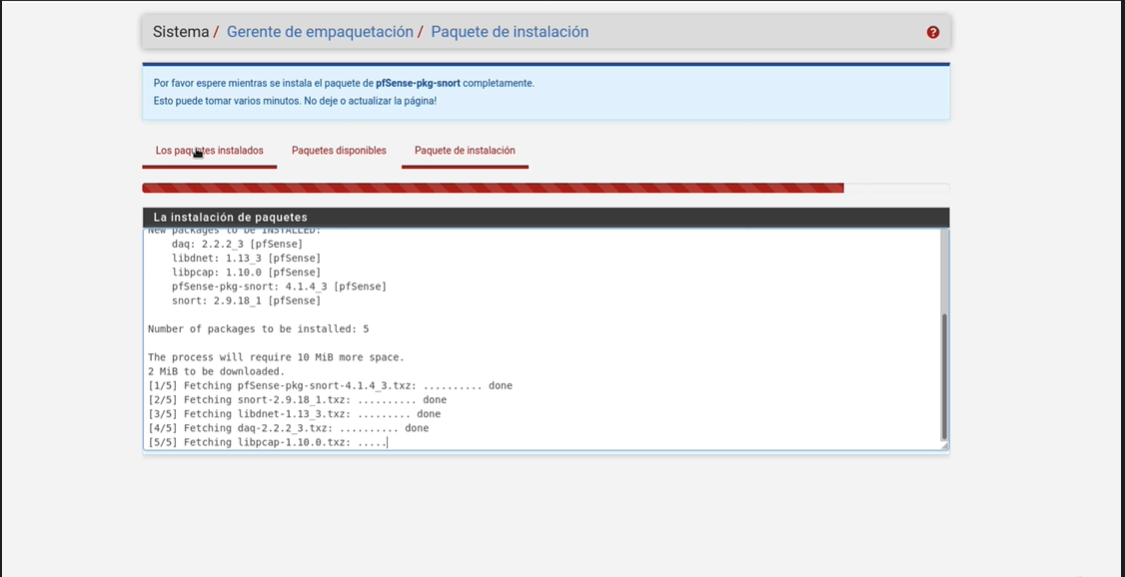 Sistema / Gerente de empaquetación / Paquete de instalación
Por favor espere mientras se instala el paquete de pfSense-pkg-snort completamente.
Esto puede tomar varios minutos. No deje o actualizar la página!
Los paquetes instalados Paquetes disponibles Paquete de instalación
La instalación de paquetes
New packages to be INSTALLED:
daq: 2.2.2_3 [pfSense]
libdnet: 1.13_3 [pfSense]
libpcap: 1.10.0 [pfSense]
pfSense-pkg-snort: 4.1.4_3 [pfSense]
snort: 2.9.18_1 [pfSense]
Number of packages to be installed: 5
The process will require 10 MiB more space.
2 MiB to be downloaded.
[1/5] Fetching pfSense-pkg-snort-4.1.4_3.txz: .......... done
[2/5] Fetching snort-2.9.18_1.txz: .......... done
[3/5] Fetching libdnet-1.13_3.txz: ......... done
[4/5] Fetching daq-2.2.2_3.txz: .......... done
[5/5] Fetching libpcap-1.10.0.txz: .....